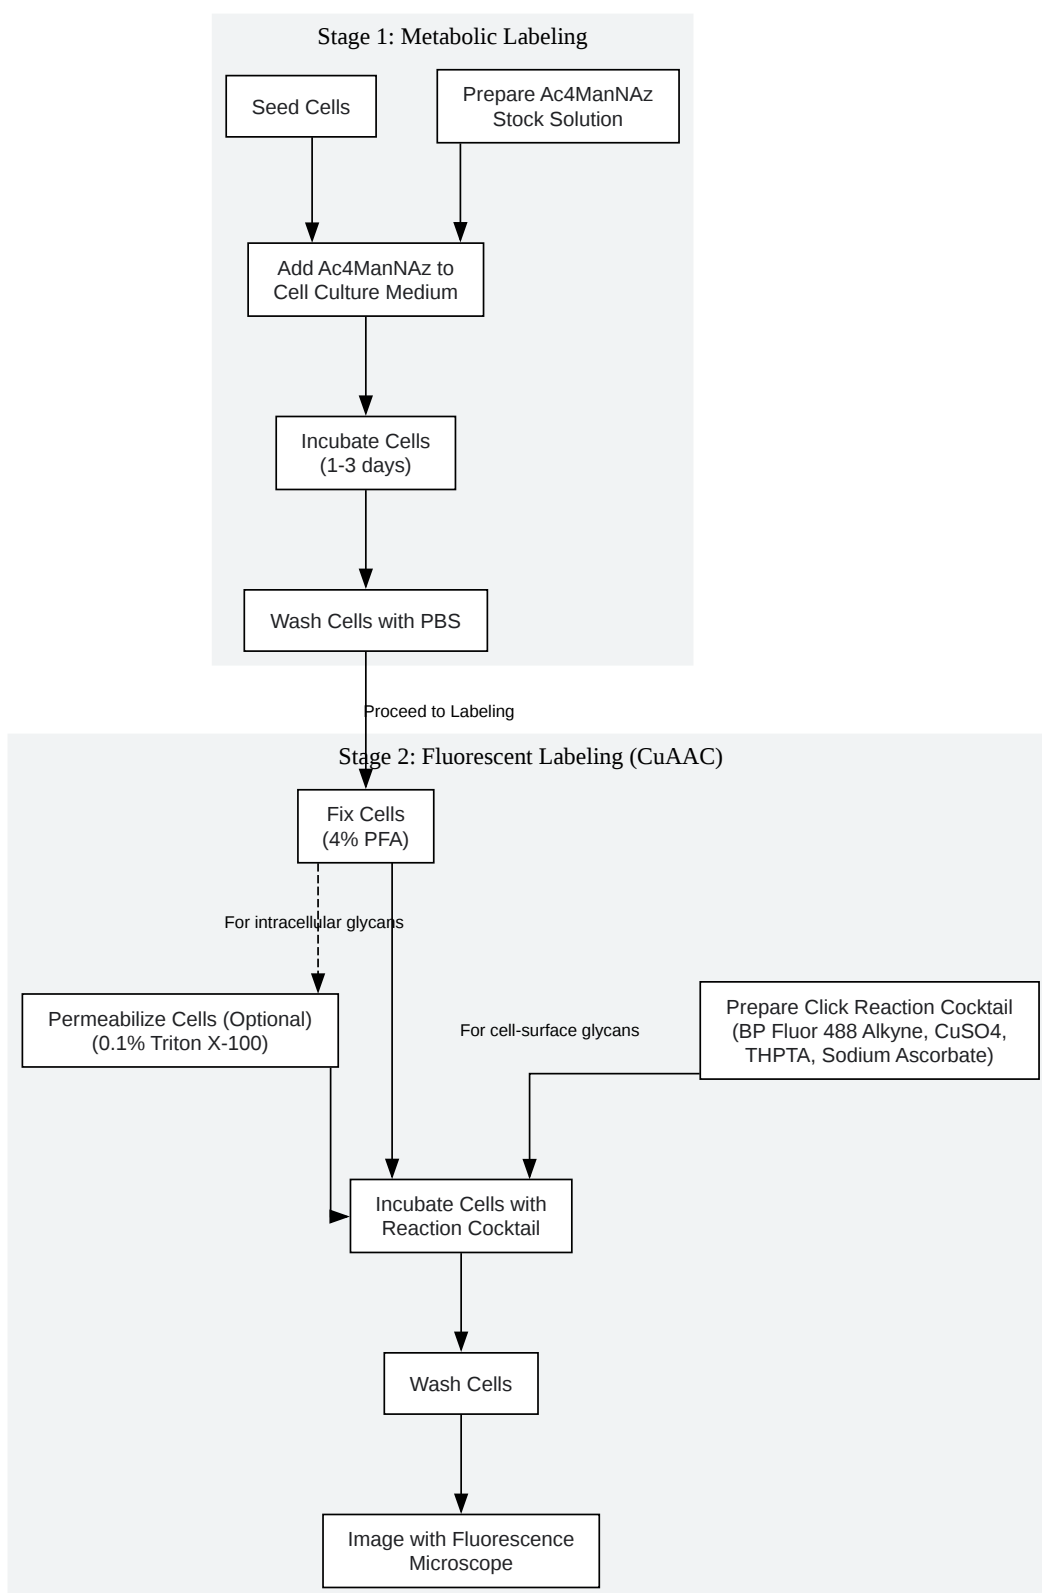 Stage 1: Metabolic Labeling
Seed Cells
Prepare Ac4ManNAz
Stock Solution
Add Ac4ManNAz to
Cell Culture Medium
Incubate Cells
(1-3 days)
Wash Cells with PBS
Proceed to Labeling
Stage 2: Fluorescent Labeling (CuAAC)
Fix Cells
(4% PFA)
For intracellular glycans
Permeabilize Cells (Optional)
(0.1% Triton X-100)
For cell-surface glycans
Prepare Click Reaction Cocktail
(BP Fluor 488 Alkyne, CuSO4,
THPTA, Sodium Ascorbate)
Incubate Cells with
Reaction Cocktail
Wash Cells
Image with Fluorescence
Microscope